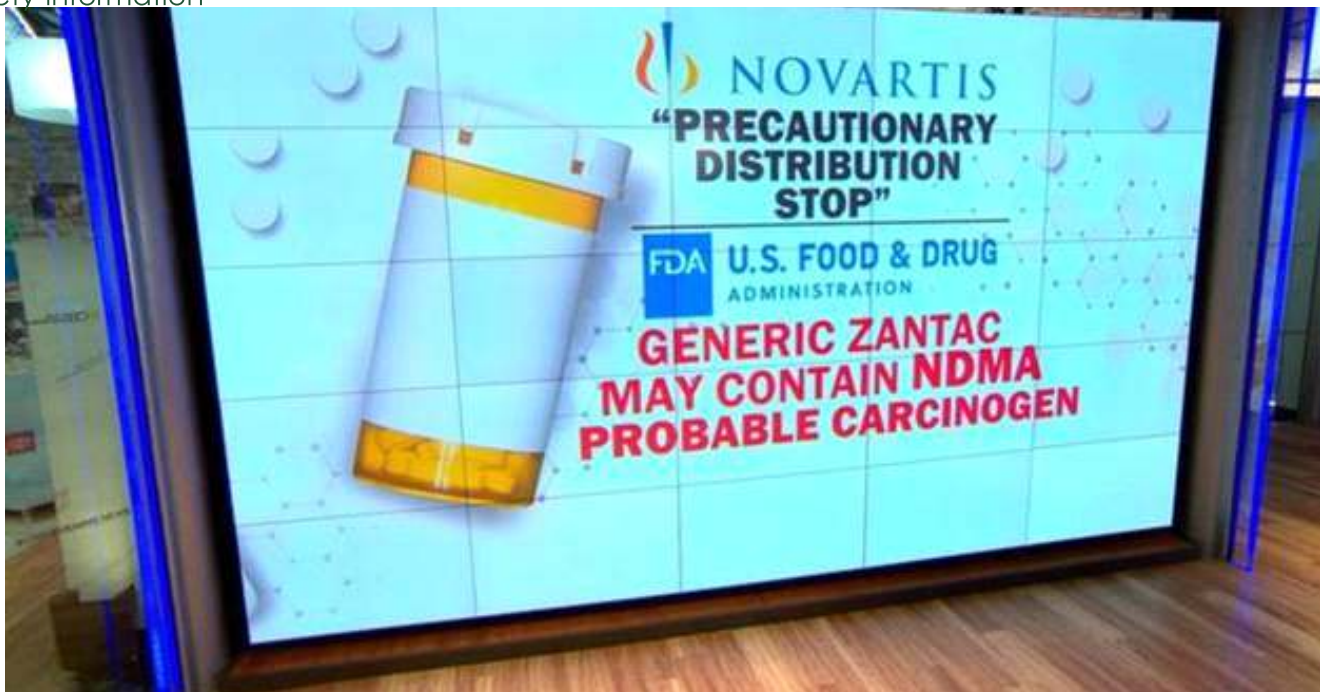 NOVARTIS
“PRECAUTIONARY
DISTRIBUTION
STOP”
FDA
U.S. FOOD & DRUG
ADMINISTRATION
GENERIC ZANTAC
MAY CONTAIN NDMA
PROBABLE CARCINOGEN